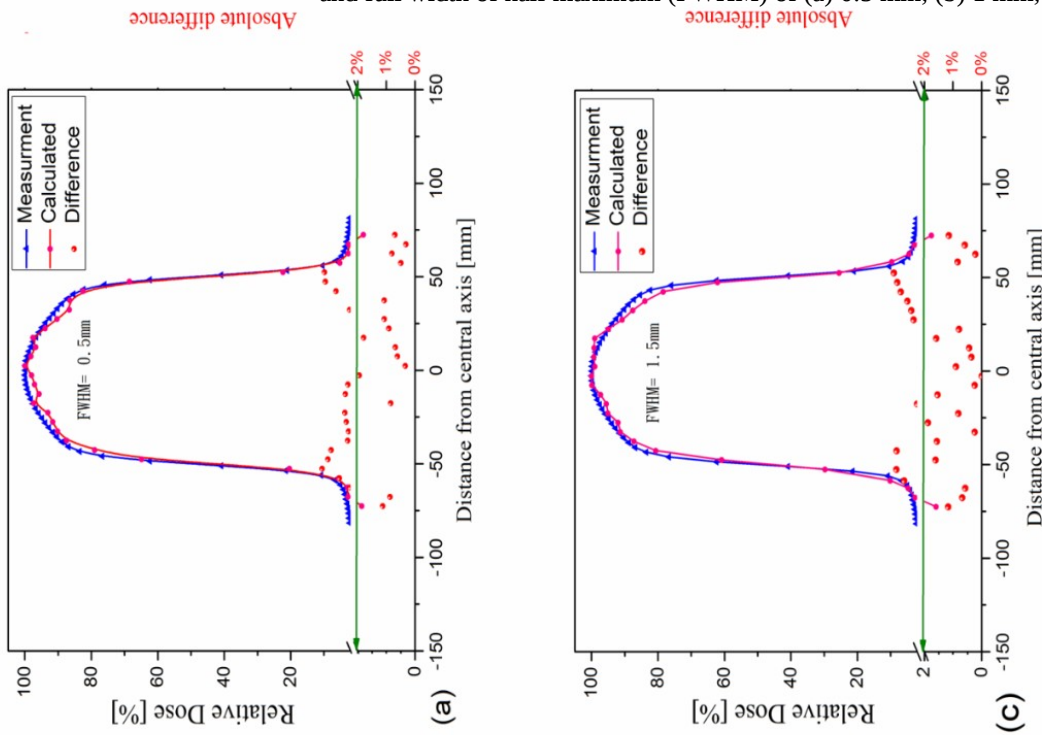 and full width of half maximum (FWHM) of (a) 0.5 mm, (b) 1 mm,
Absolute difference
2%
1%
0%
Measurment
Calculated
Difference
FWHM= 0.5mm
100
80
60
40
20
0
Relative Dose [%]
-150
-100
-50
0
50
100
150
Distance from central axis [mm]
(a)
Absolute difference
2%
1%
0%
Measurment
Calculated
Difference
FWHM= 1.5mm
100
80
60
40
20
2
0
Relative Dose [%]
-150
-100
-50
0
50
100
150
Distance from central axis [mm]
(c)